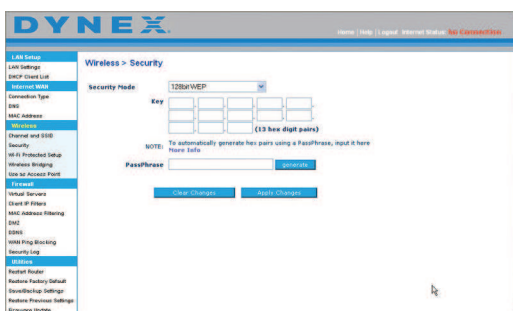 DYNEX
Home | Help | Logout Internet Status: No Connection
LAN Setup
LAN Settings
DHCP Client List
Internet WAN
Connection Type
DNS
MAC Address
Wireless
Channel and SSID
Security
Wi-Fi Protected Setup
Wireless Bridging
Use as Access Point
Firewall
Virtual Servers
Client IP Filters
MAC Address Filtering
DMZ
DDNS
WAN Ping Blocking
Security Log
Utilities
Restart Router
Restore Factory Default
Save/Backup Settings
Restore Previous Settings
Firmware Update
Wireless > Security
Security Mode 128bit WEP
Key
(13 hex digit pairs)
NOTE: To automatically generate hex pairs using a PassPhrase, input it here
More Info
PassPhrase generate
Clear Changes Apply Changes